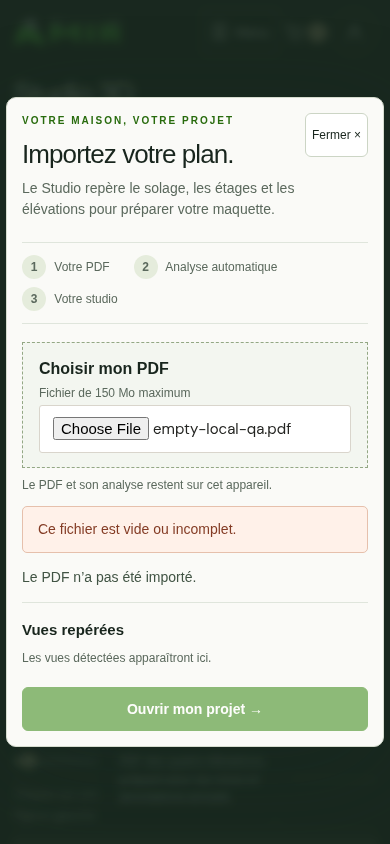 VOTRE MAISON, VOTRE PROJET
Fermer ×
Importez votre plan.
Le Studio repère le solage, les étages et les
élévations pour préparer votre maquette.
1 Votre PDF
2 Analyse automatique
3 Votre studio
Choisir mon PDF
Fichier de 150 Mo maximum
Choose File empty-local-qa.pdf
Le PDF et son analyse restent sur cet appareil.
Ce fichier est vide ou incomplet.
Le PDF n’a pas été importé.
Vues repérées
Les vues détectées apparaîtront ici.
Ouvrir mon projet →